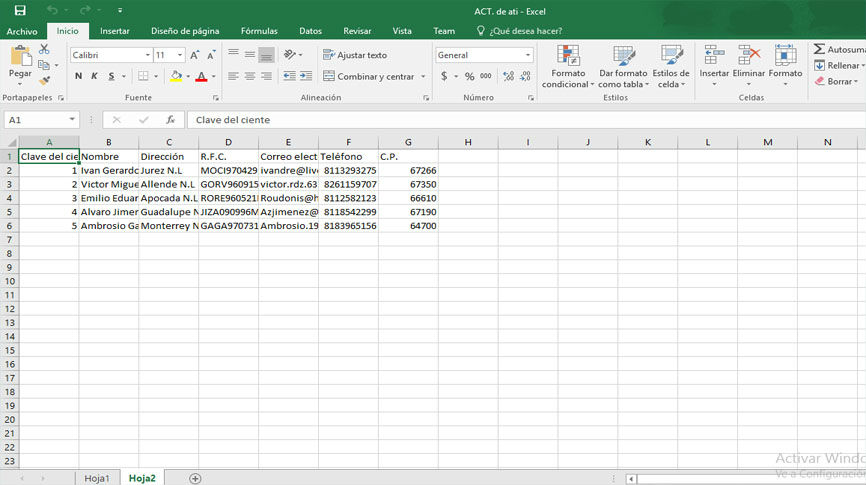 ACT. de ati - Excel
Archivo Inicio Insertar Diseño de página Fórmulas Datos Revisar Vista Team ¿Qué desea hacer?
Pegar
Calibri 11 A A
N K S A
Ajustar texto
Combinar y centrar
General
$ % 000
Formato condicional
Dar formato como tabla
Estilos de celda
Insertar Eliminar Formato
Autosuma
Rellenar
Borrar
Portapapeles Fuente Alineación Número Estilos Celdas
A1 fx Clave del ciente
A B C D E F G H I J K L M N
1 Clave del cie Nombre Dirección R.F.C. Correo elect Teléfono C.P.
2 1 Ivan Gerardo Jurez N.L MOCI970429 ivandre@live 8113293275 67266
3 2 Victor Migue Allende N.L GORV960915 victor.rdz.63 8261159707 67350
4 3 Emilio Eduar Apocada N.L RORE960521 Roudonis@h 8112582123 66610
5 4 Alvaro Jimer Guadalupe N JIZA090996M Azjimenez@ 8118542299 67190
6 5 Ambrosio Ga Monterrey N GAGA970731 Ambrosio.19 8183965156 64700
7
8
9
10
11
12
13
14
15
16
17
18
19
20
21
22
23
Activar Windo
Ve a Configuración
Hoja1 Hoja2